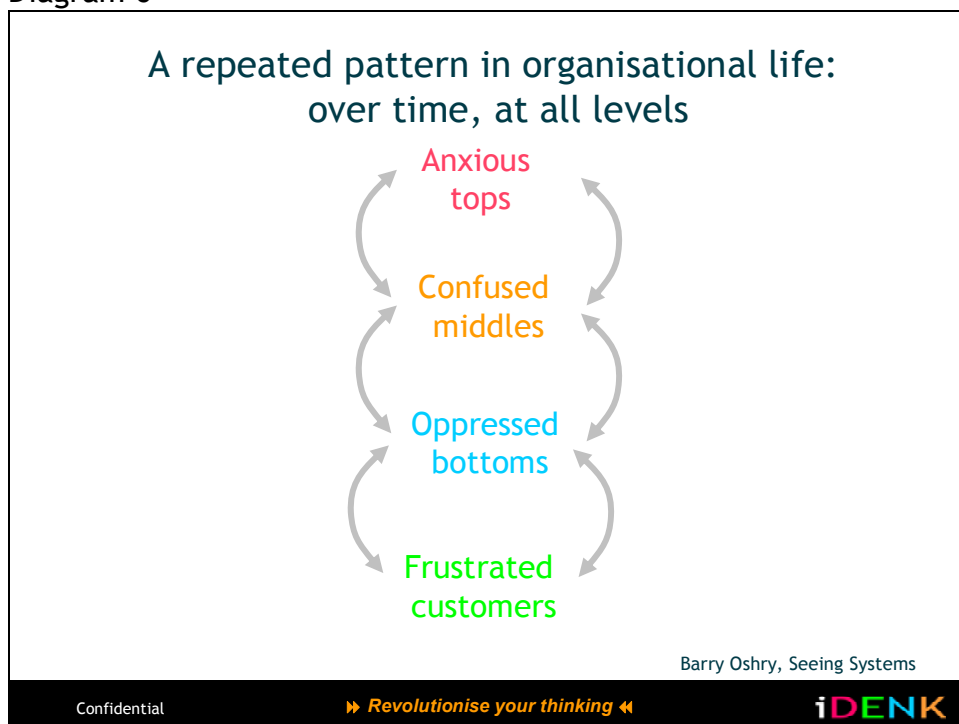 A repeated pattern in organisational life:
over time, at all levels
Anxious
tops
Confused
middles
Oppressed
bottoms
Frustrated
customers
Barry Oshry, Seeing Systems
Confidential
Revolutionise your thinking
iDENK